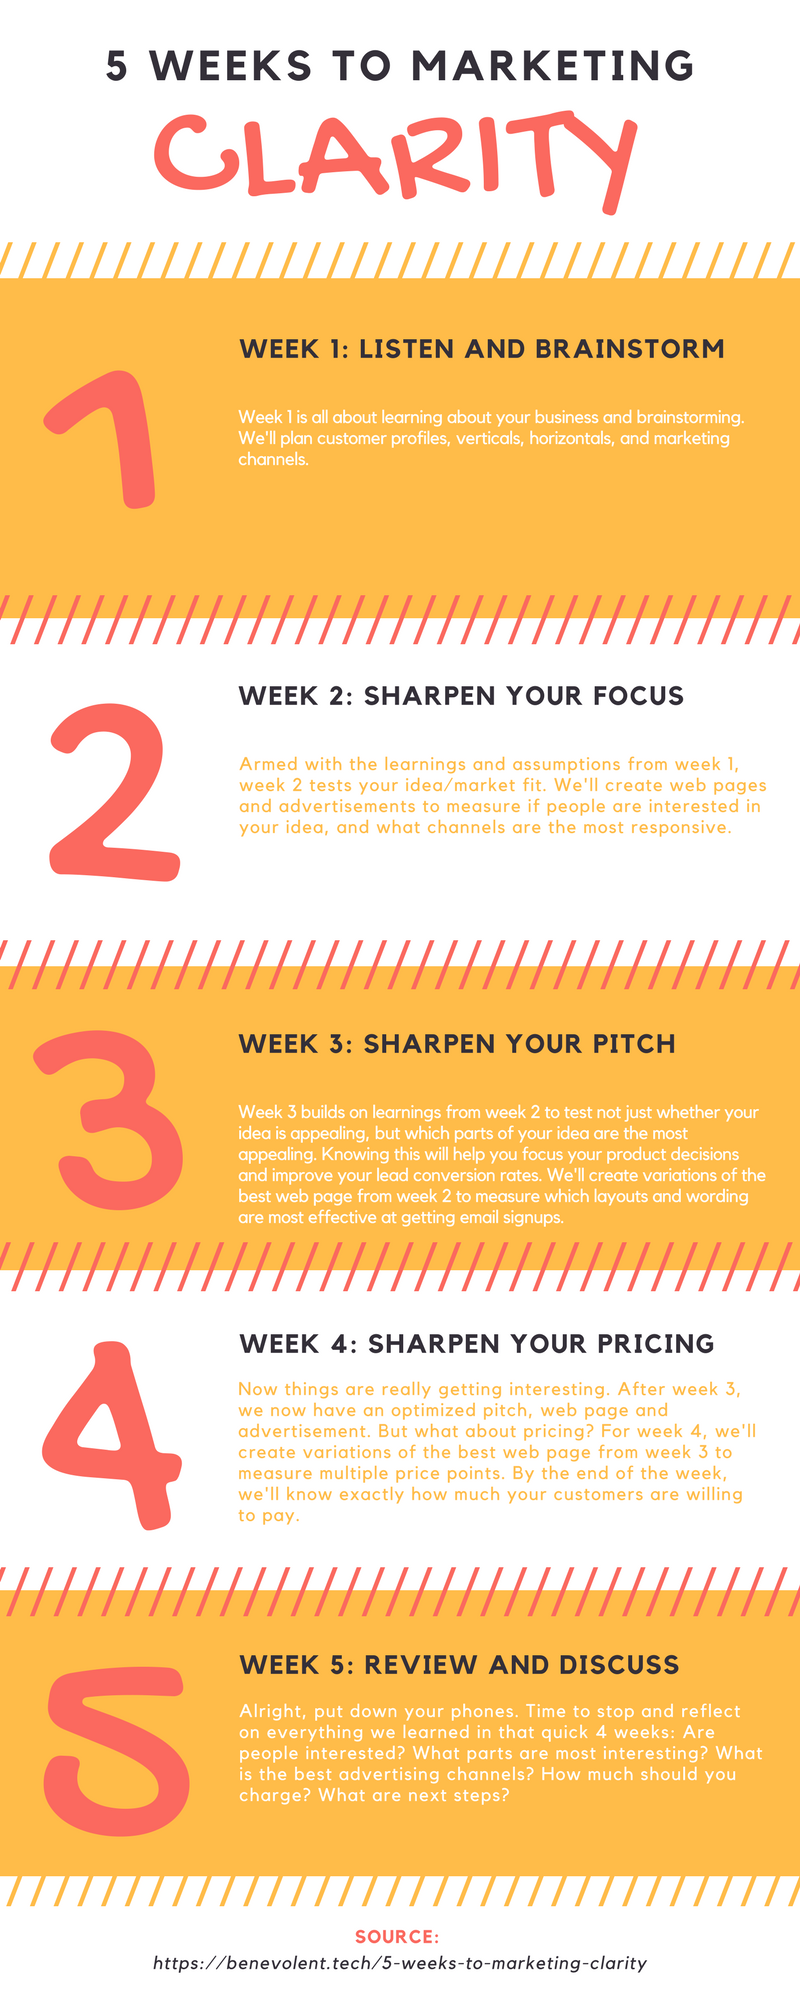 5 WEEKS TO MARKETING
CLARITY
1
WEEK 1: LISTEN AND BRAINSTORM
Week 1 is all about learning about your business and brainstorming.
We'll plan customer profiles, verticals, horizontals, and marketing
channels.
2
WEEK 2: SHARPEN YOUR FOCUS
Armed with the learnings and assumptions from week 1,
week 2 tests your idea/market fit. We'll create web pages
and advertisements to measure if people are interested in
your idea, and what channels are the most responsive.
3
WEEK 3: SHARPEN YOUR PITCH
Week 3 builds on learnings from week 2 to test not just whether your
idea is appealing, but which parts of your idea are the most
appealing. Knowing this will help you focus your product decisions
and improve your lead conversion rates. We'll create variations of the
best web page from week 2 to measure which layouts and wording
are most effective at getting email signups.
4
WEEK 4: SHARPEN YOUR PRICING
Now things are really getting interesting. After week 3,
we now have an optimized pitch, web page and
advertisement. But what about pricing? For week 4, we'll
create variations of the best web page from week 3 to
measure multiple price points. By the end of the week,
we'll know exactly how much your customers are willing
to pay.
5
WEEK 5: REVIEW AND DISCUSS
Alright, put down your phones. Time to stop and reflect
on everything we learned in that quick 4 weeks: Are
people interested? What parts are most interesting? What
is the best advertising channels? How much should you
charge? What are next steps?
SOURCE:
https://benevolent.tech/5-weeks-to-marketing-clarity